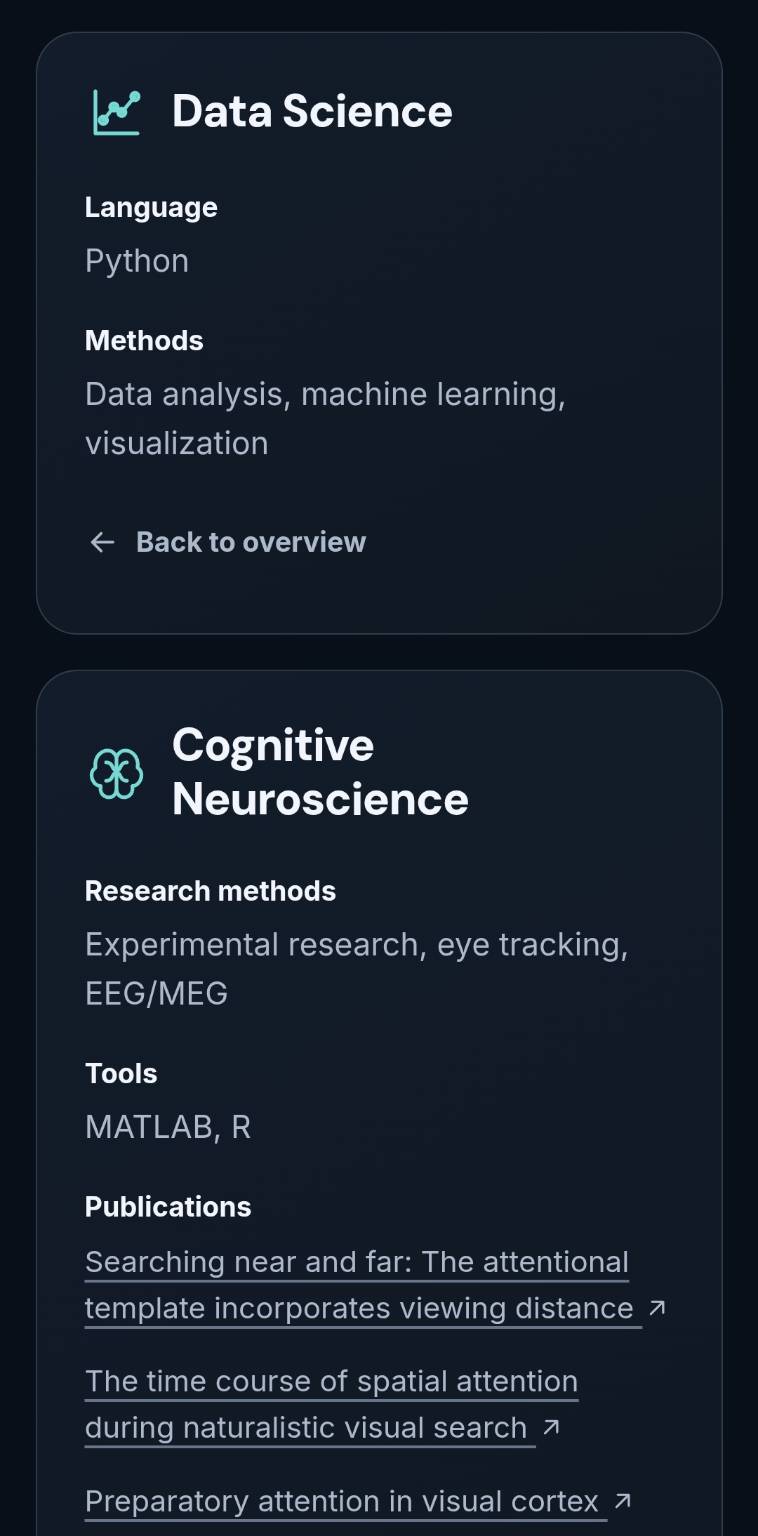 Data Science
Language
Python
Methods
Data analysis, machine learning,
visualization
← Back to overview
Cognitive
Neuroscience
Research methods
Experimental research, eye tracking,
EEG/MEG
Tools
MATLAB, R
Publications
Searching near and far: The attentional
template incorporates viewing distance ↗
The time course of spatial attention
during naturalistic visual search ↗
Preparatory attention in visual cortex ↗